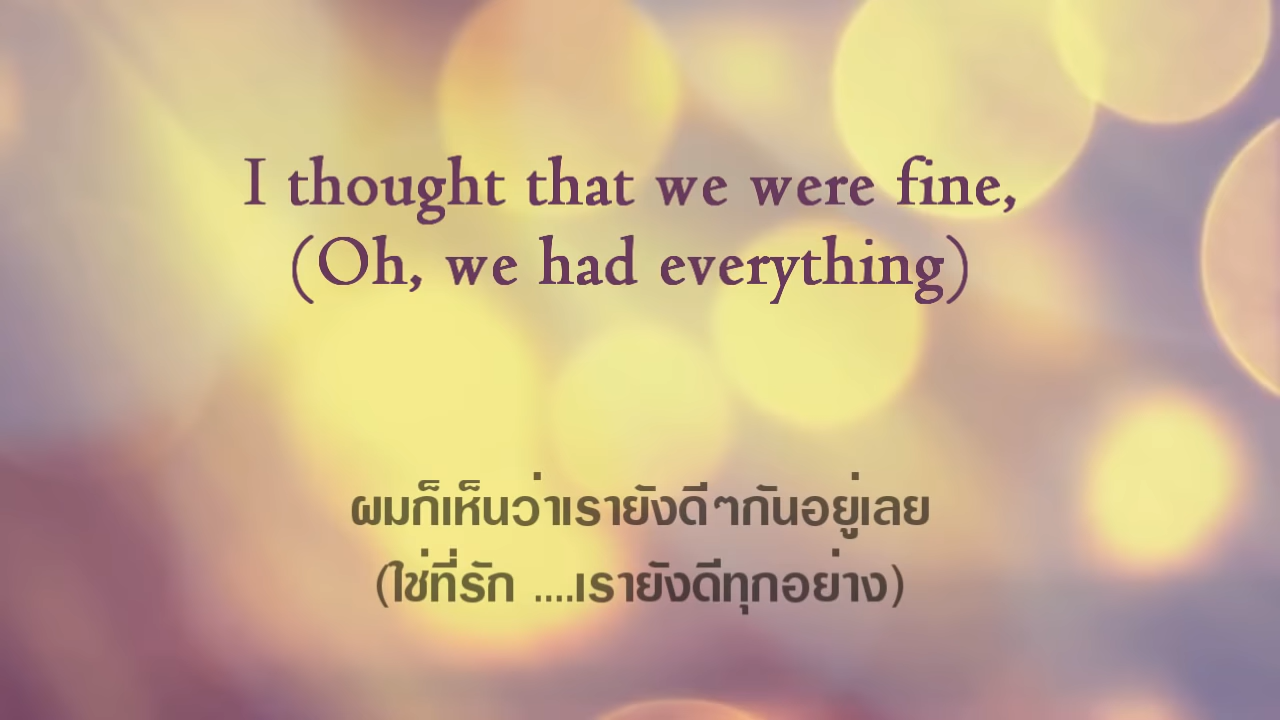 I thought that we were fine,
(Oh, we had everything)
ผมก็เห็นว่าเรายังดีๆกันอยู่เลย
(ใช่ที่รัก ....เรายังดีทุกอย่าง)